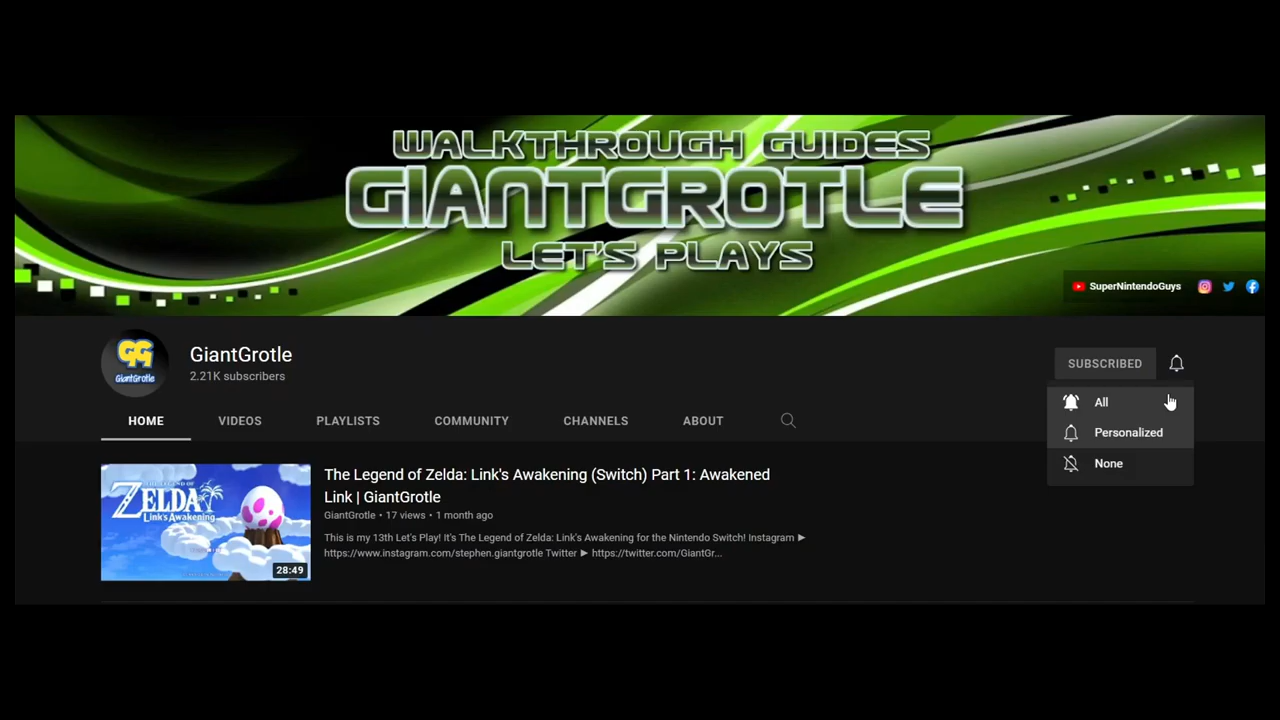 WALKTHROUGH GUIDES
GIANTGROTLE
LET'S PLAYS
SuperNintendoGuys
GG
GiantGrotle
GiantGrotle
2.21K subscribers
SUBSCRIBED
All
Personalized
None
HOME VIDEOS PLAYLISTS COMMUNITY CHANNELS ABOUT
ZELDA
Link's Awakening
28:49
The Legend of Zelda: Link's Awakening (Switch) Part 1: Awakened
Link | GiantGrotle
GiantGrotle • 17 views • 1 month ago
This is my 13th Let's Play! It's The Legend of Zelda: Link's Awakening for the Nintendo Switch! Instagram ►
https://www.instagram.com/stephen.giantgrotle Twitter ► https://twitter.com/GiantGr...